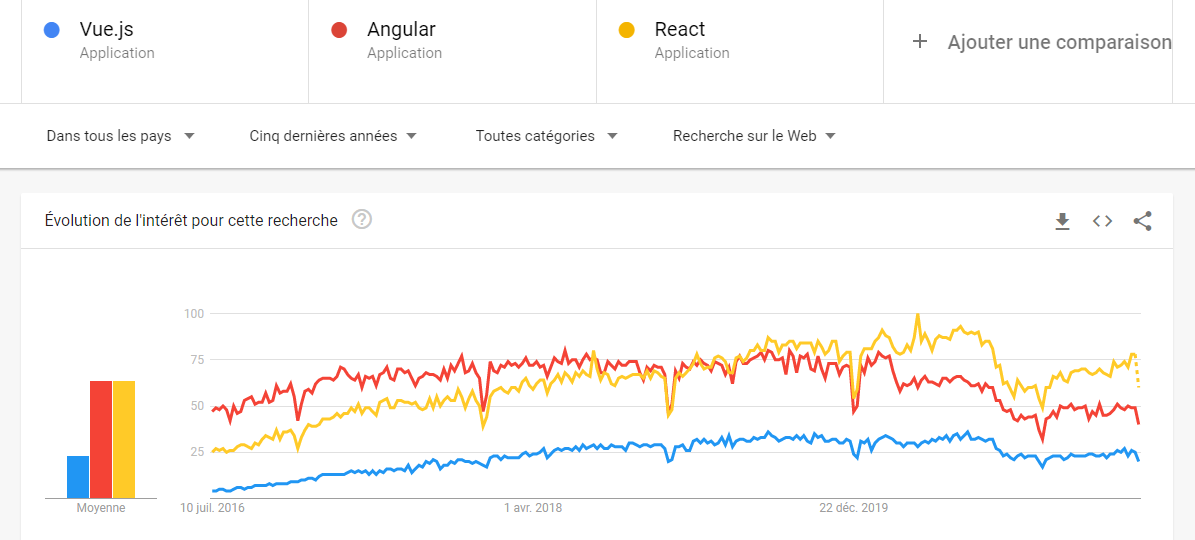 Vue.js
Application
Angular
Application
React
Application
+ Ajouter une comparaison
Dans tous les pays
Cinq dernières années
Toutes catégories
Recherche sur le Web
Évolution de l'intérêt pour cette recherche
?
100
75
50
25
Moyenne
10 juil. 2016
1 avr. 2018
22 déc. 2019